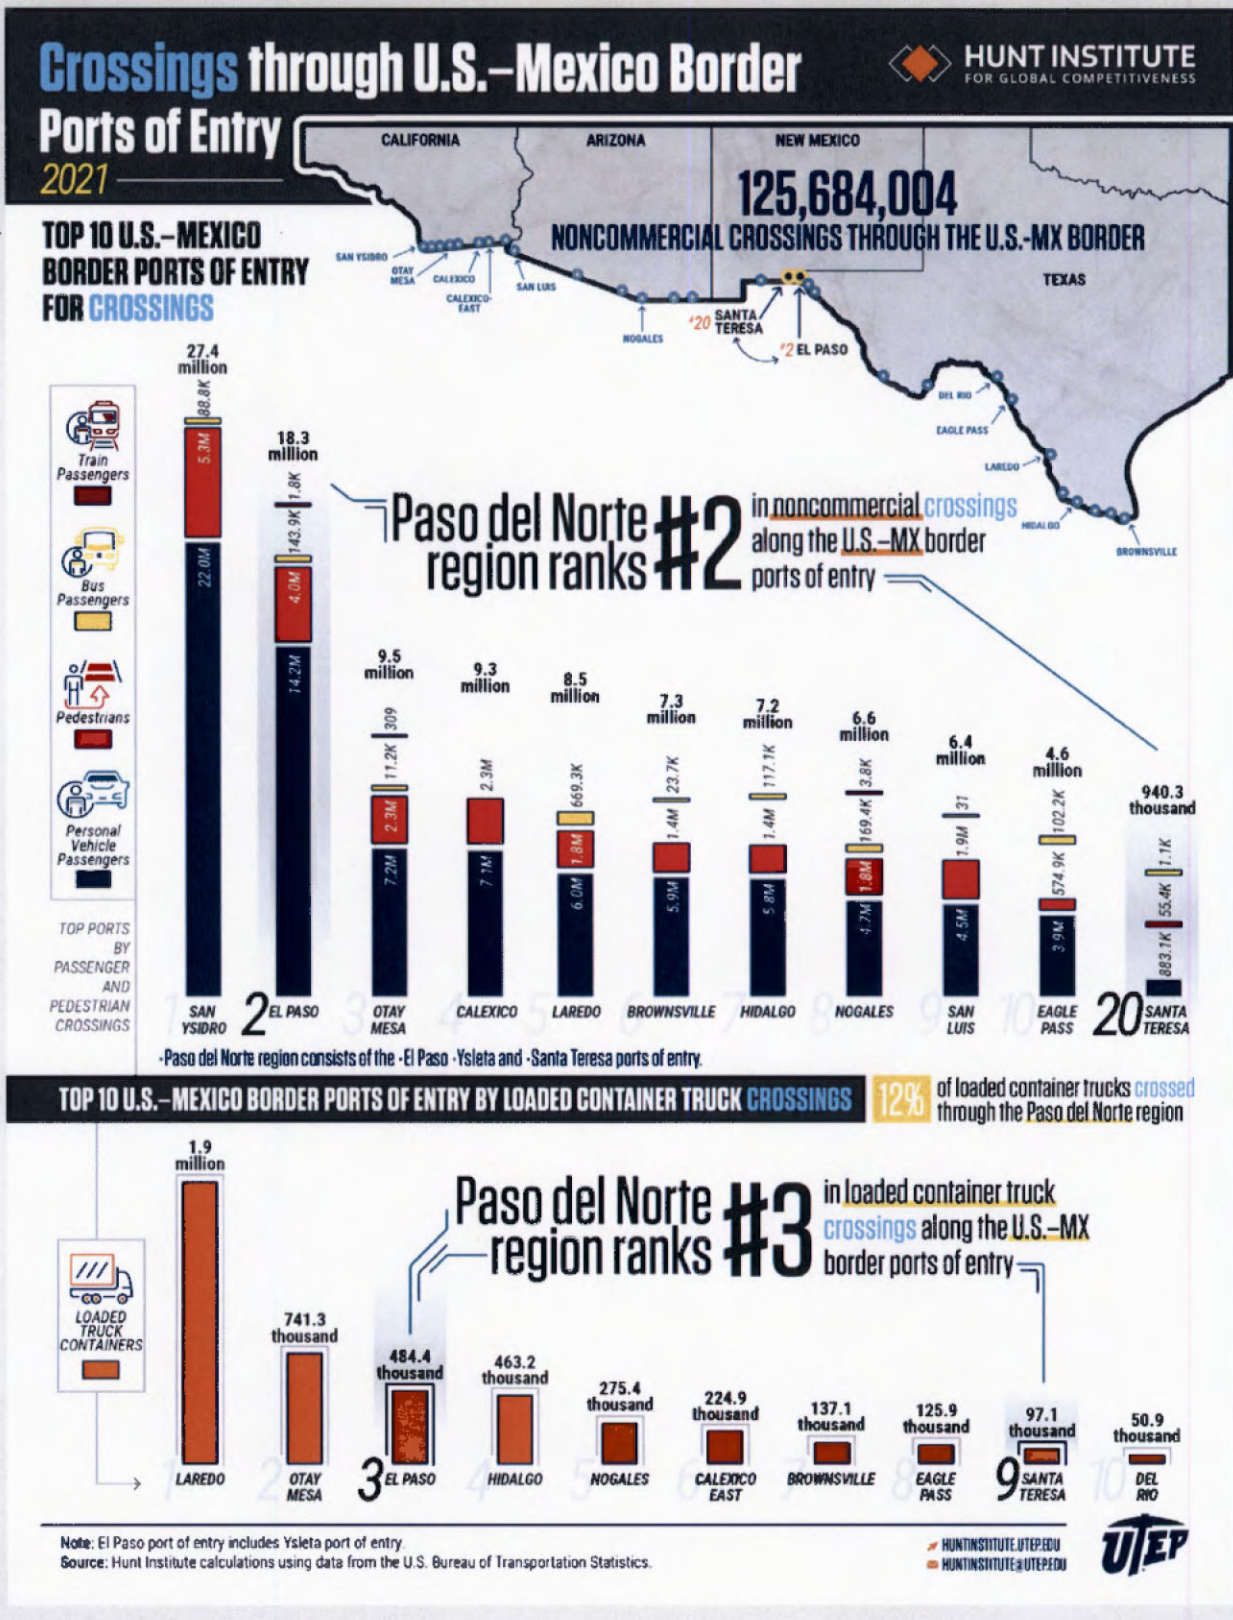 Crossings through U.S.–Mexico Border
Ports of Entry
2021
HUNT INSTITUTE
FOR GLOBAL COMPETITIVENESS
CALIFORNIA
ARIZONA
NEW MEXICO
125,684,004
NONCOMMERCIAL CROSSINGS THROUGH THE U.S.-MX BORDER
TEXAS
SAN YSIDRO
OTAY
MESA
CALEXICO
CALEXICO-
EAST
SAN LUIS
NOGALES
#20 SANTA
TERESA
#2 EL PASO
DEL RIO
EAGLE PASS
LAREDO
HIDALGO
BROWNSVILLE
TOP 10 U.S.–MEXICO
BORDER PORTS OF ENTRY
FOR CROSSINGS
Train
Passengers
Bus
Passengers
Pedestrians
Personal
Vehicle
Passengers
TOP PORTS
BY
PASSENGER
AND
PEDESTRIAN
CROSSINGS
Paso del Norte
region ranks
#2
in noncommercial crossings
along the U.S.–MX border
ports of entry
27.4
million
88.8K
5.3M
22.0M
1
SAN
YSIDRO
18.3
million
1.8K
143.9K
4.0M
14.2M
2
EL PASO
9.5
million
309
11.2K
2.3M
7.2M
3
OTAY
MESA
9.3
million
2.3M
7.1M
4
CALEXICO
8.5
million
669.3K
1.8M
6.0M
5
LAREDO
7.3
million
23.7K
1.4M
5.9M
6
BROWNSVILLE
7.2
million
117.1K
1.4M
5.8M
7
HIDALGO
6.6
million
3.8K
169.4K
1.8M
4.7M
8
NOGALES
6.4
million
31
1.9M
4.5M
9
SAN
LUIS
4.6
million
102.2K
574.9K
3.9M
10
EAGLE
PASS
940.3
thousand
1.1K
55.4K
883.1K
20
SANTA
TERESA
•Paso del Norte region consists of the •El Paso •Ysleta and •Santa Teresa ports of entry.
TOP 10 U.S.–MEXICO BORDER PORTS OF ENTRY BY LOADED CONTAINER TRUCK CROSSINGS
12%
of loaded container trucks crossed
through the Paso del Norte region
LOADED
TRUCK
CONTAINERS
Paso del Norte
region ranks
#3
in loaded container truck
crossings along the U.S.–MX
border ports of entry
1.9
million
1
LAREDO
741.3
thousand
2
OTAY
MESA
484.4
thousand
3
EL PASO
463.2
thousand
4
HIDALGO
275.4
thousand
5
NOGALES
224.9
thousand
6
CALEXICO
EAST
137.1
thousand
7
BROWNSVILLE
125.9
thousand
8
EAGLE
PASS
97.1
thousand
9
SANTA
TERESA
50.9
thousand
10
DEL
RIO
Note: El Paso port of entry includes Ysleta port of entry.
Source: Hunt Institute calculations using data from the U.S. Bureau of Transportation Statistics.
HUNTINSTITUTE.UTEP.EDU
HUNTINSTITUTE@UTEP.EDU
UTEP